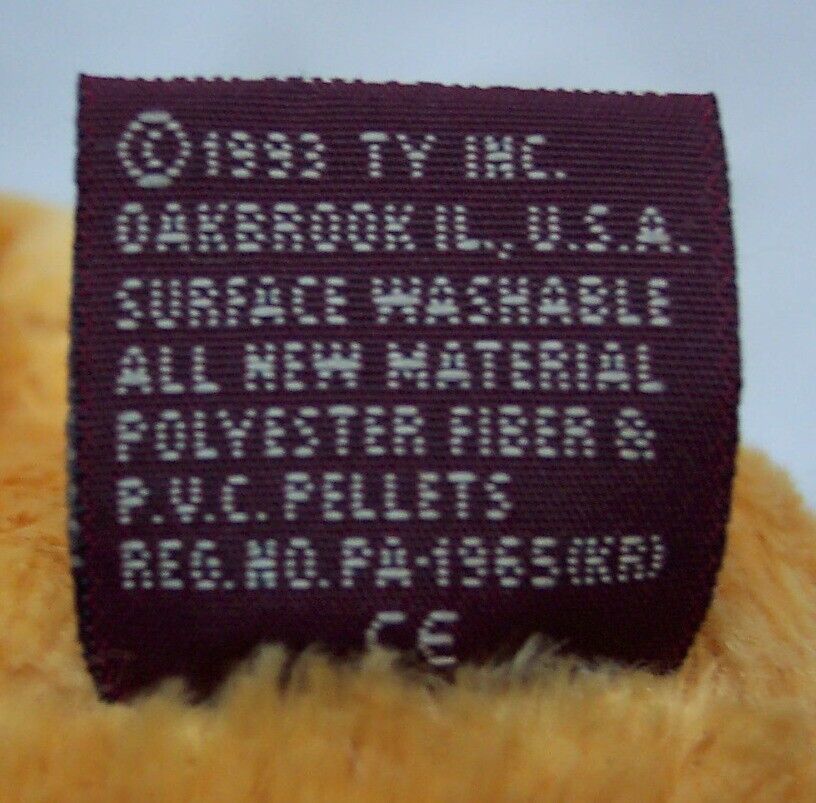 ©1993 TY INC.
OAKBROOK IL., U.S.A.
SURFACE WASHABLE
ALL NEW MATERIAL
POLYESTER FIBER &
P.V.C. PELLETS
REG. NO. PA-1965(KR)
CE